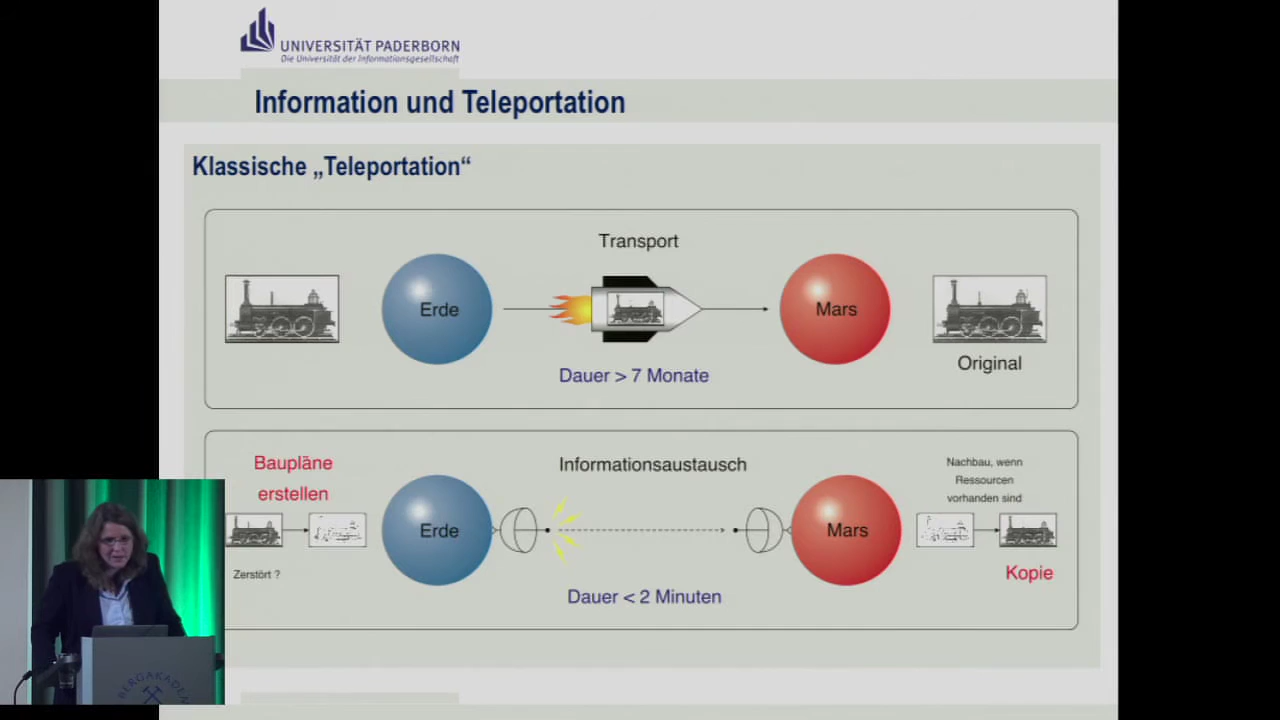 UNIVERSITÄT PADERBORN
Die Universität der Informationsgesellschaft
Information und Teleportation
Klassische „Teleportation“
Transport
Erde
Mars
Original
Dauer > 7 Monate
Baupläne
erstellen
Zerstört ?
Informationsaustausch
Erde
Mars
Dauer < 2 Minuten
Nachbau, wenn
Ressourcen
vorhanden sind
Kopie